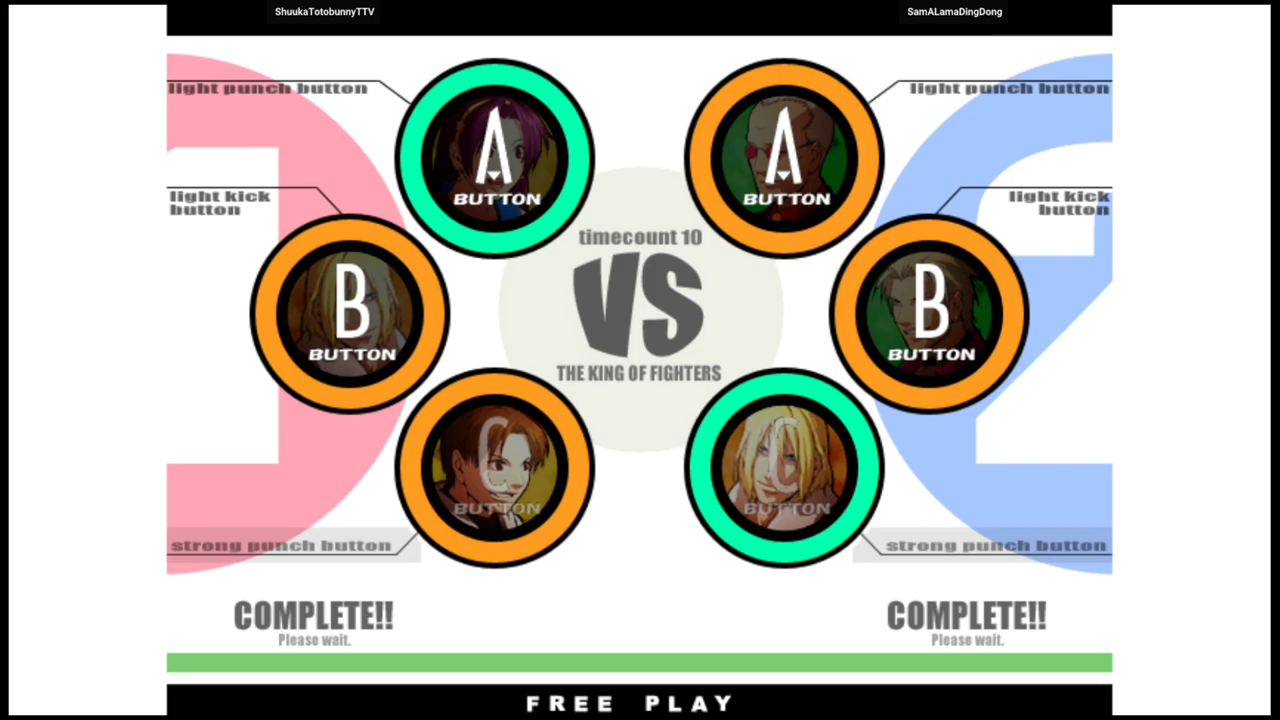 ShuukaTotobunnyTTV
SamALamaDingDong
light punch button
A
BUTTON
A
BUTTON
light punch button
light kick
button
light kick
button
timecount 10
VS
THE KING OF FIGHTERS
B
BUTTON
B
BUTTON
C
BUTTON
C
BUTTON
strong punch button
strong punch button
1
2
COMPLETE!!
Please wait.
COMPLETE!!
Please wait.
FREE PLAY